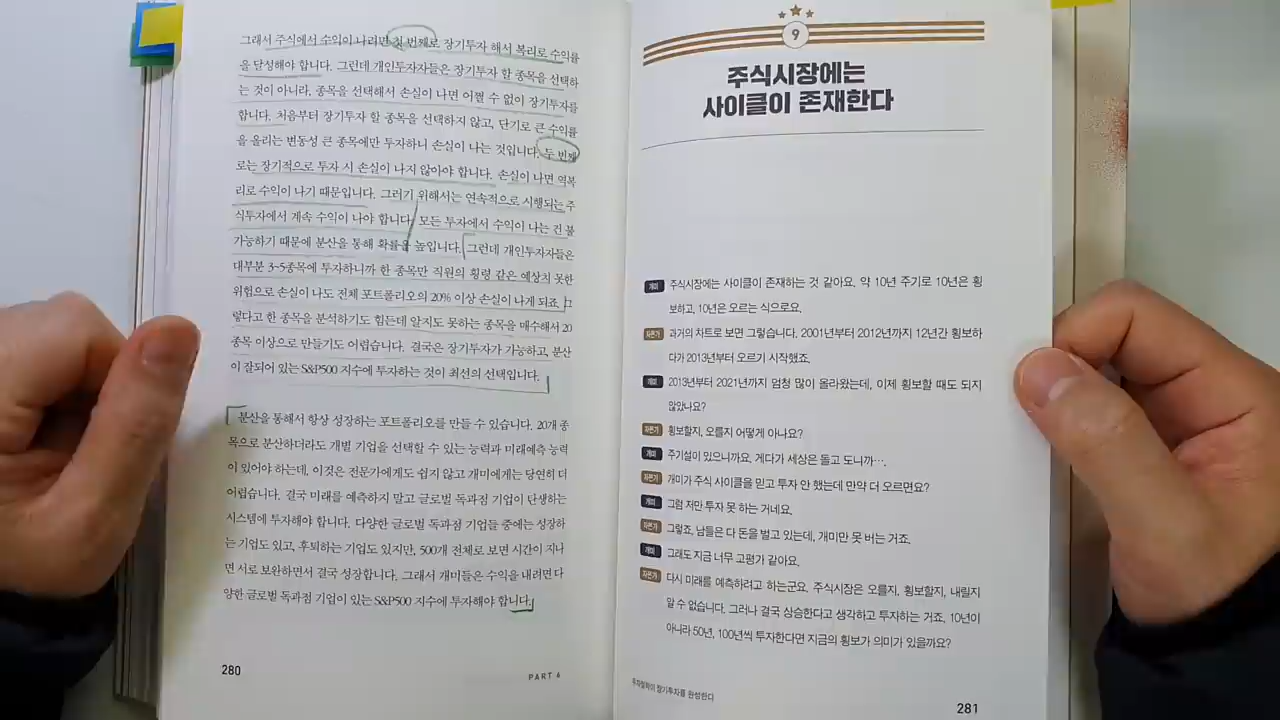 그래서 주식에서 수익이 나려면 첫 번째로 장기투자 해서 복리로 수익률
을 달성해야 합니다. 그런데 개인투자자들은 장기투자 할 종목을 선택하
는 것이 아니라, 종목을 선택해서 손실이 나면 어쩔 수 없이 장기투자를
합니다. 처음부터 장기투자 할 종목을 선택하지 않고, 단기로 큰 수익률
을 올리는 변동성 큰 종목에만 투자하니 손실이 나는 것입니다. 두 번째
로는 장기적으로 투자 시 손실이 나지 않아야 합니다. 손실이 나면 역복
리로 수익이 나기 때문입니다. 그러기 위해서는 연속적으로 시행되는 주
식투자에서 계속 수익이 나야 합니다. 모든 투자에서 수익이 나는 건 불
가능하기 때문에 분산을 통해 확률을 높입니다. 그런데 개인투자자들은
대부분 3~5종목에 투자하니까 한 종목만 직원의 횡령 같은 예상치 못한
위험으로 손실이 나도 전체 포트폴리오의 20% 이상 손실이 나게 되죠. 그
렇다고 한 종목을 분석하기도 힘든데 알지도 못하는 종목을 매수해서 20
종목 이상으로 만들기도 어렵습니다. 결국은 장기투자가 가능하고, 분산
이 잘되어 있는 S&P500 지수에 투자하는 것이 최선의 선택입니다.
분산을 통해서 항상 성장하는 포트폴리오를 만들 수 있습니다. 20개 종
목으로 분산하더라도 개별 기업을 선택할 수 있는 능력과 미래예측 능력
이 있어야 하는데, 이것은 전문가에게도 쉽지 않고 개미에게는 당연히 더
어렵습니다. 결국 미래를 예측하지 말고 글로벌 독과점 기업이 탄생하는
시스템에 투자해야 합니다. 다양한 글로벌 독과점 기업들 중에는 성장하
는 기업도 있고, 후퇴하는 기업도 있지만, 500개 전체로 보면 시간이 지나
면 서로 보완하면서 결국 성장합니다. 그래서 개미들은 수익을 내려면 다
양한 글로벌 독과점 기업이 있는 S&P500 지수에 투자해야 합니다.
280
PART 6
9
주식시장에는
사이클이 존재한다
개미 주식시장에는 사이클이 존재하는 것 같아요. 약 10년 주기로 10년은 횡
보하고, 10년은 오르는 식으로요.
자본가 과거의 차트로 보면 그렇습니다. 2001년부터 2012년까지 12년간 횡보하
다가 2013년부터 오르기 시작했죠.
개미 2013년부터 2021년까지 엄청 많이 올라왔는데, 이제 횡보할 때도 되지
않았나요?
자본가 횡보할지, 오를지 어떻게 아나요?
개미 주기설이 있으니까요. 게다가 세상은 돌고 도니까….
자본가 개미가 주식 사이클을 믿고 투자 안 했는데 만약 더 오르면요?
개미 그럼 저만 투자 못 하는 거네요.
자본가 그렇죠, 남들은 다 돈을 벌고 있는데, 개미만 못 버는 거죠.
개미 그래도 지금 너무 고평가 같아요.
자본가 다시 미래를 예측하려고 하는군요. 주식시장은 오를지, 횡보할지, 내릴지
알 수 없습니다. 그러나 결국 상승한다고 생각하고 투자하는 거죠. 10년이
아니라 50년, 100년씩 투자한다면 지금의 횡보가 의미가 있을까요?
투자철학이 장기투자를 완성한다
281